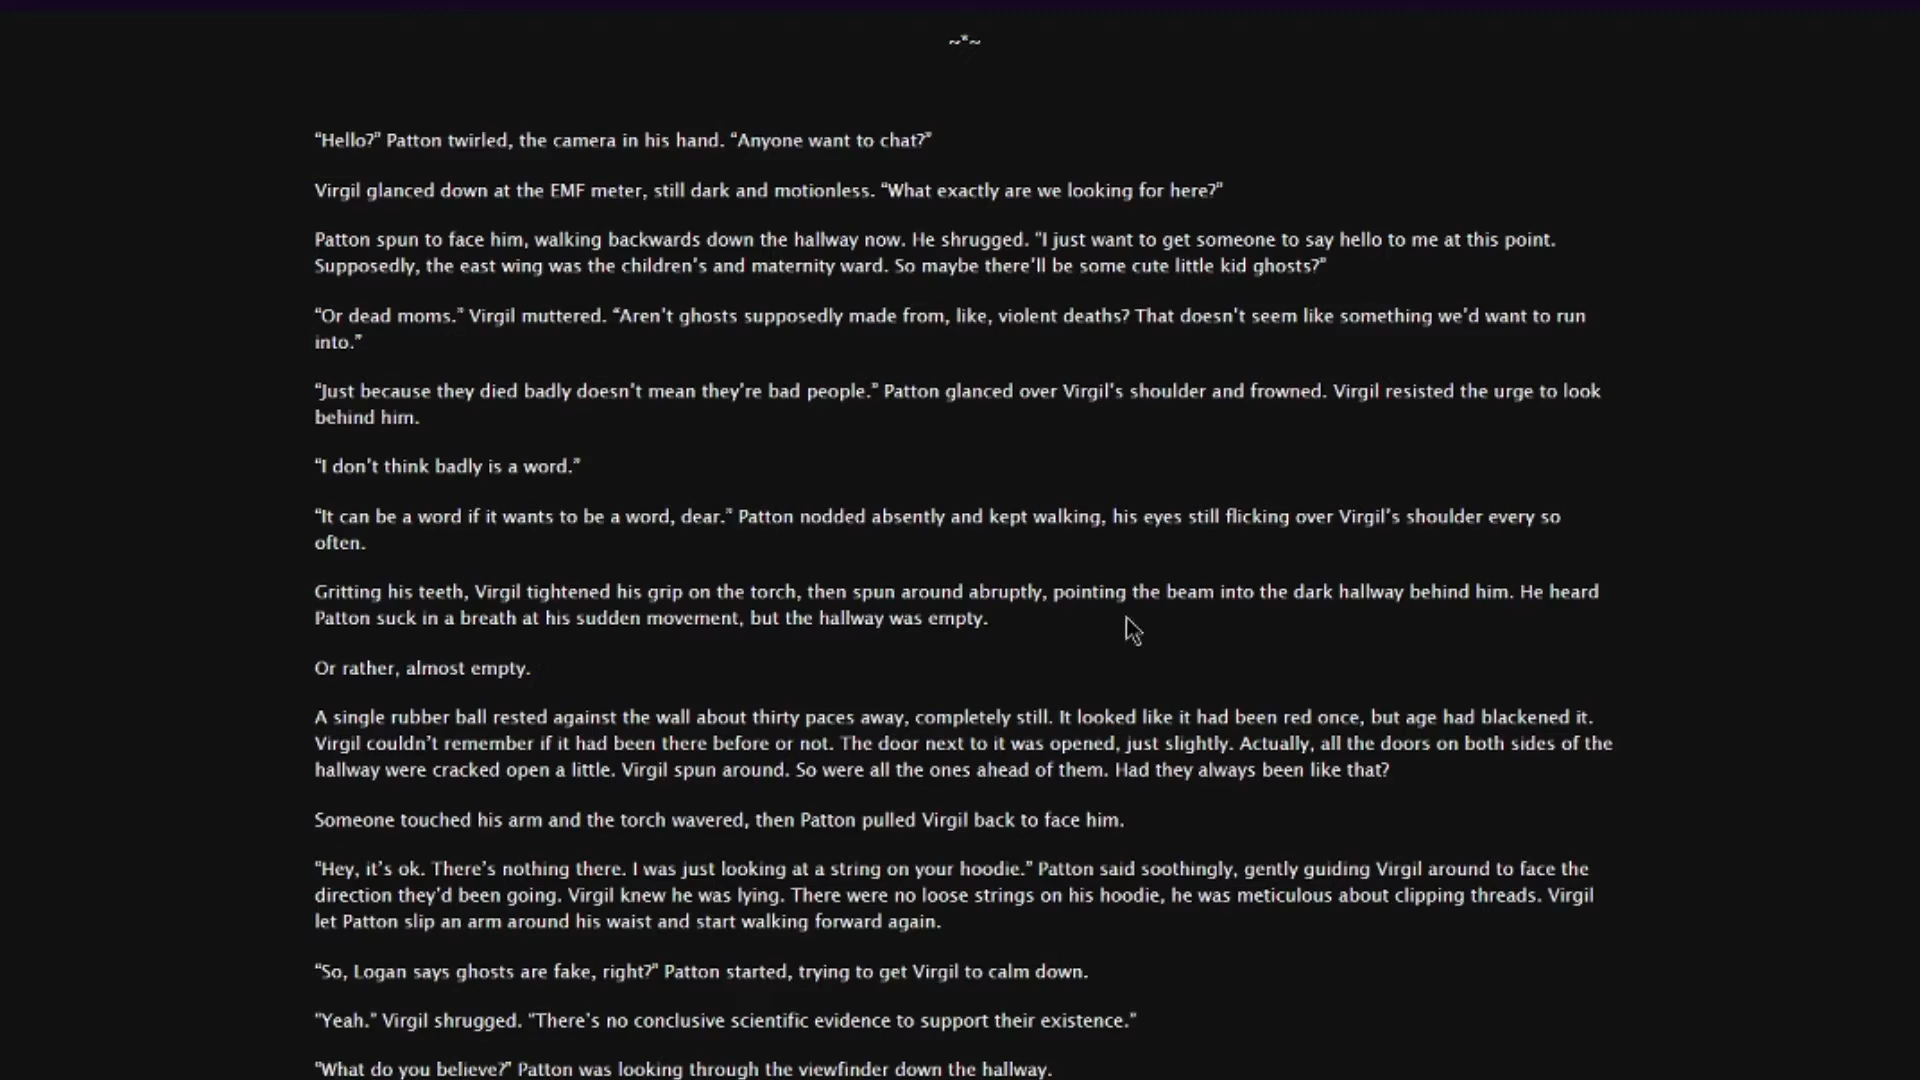 ~*~
“Hello?” Patton twirled, the camera in his hand. “Anyone want to chat?”
Virgil glanced down at the EMF meter, still dark and motionless. “What exactly are we looking for here?”
Patton spun to face him, walking backwards down the hallway now. He shrugged. “I just want to get someone to say hello to me at this point.
Supposedly, the east wing was the children’s and maternity ward. So maybe there’ll be some cute little kid ghosts?”
“Or dead moms.” Virgil muttered. “Aren’t ghosts supposedly made from, like, violent deaths? That doesn’t seem like something we’d want to run
into.”
“Just because they died badly doesn’t mean they’re bad people.” Patton glanced over Virgil’s shoulder and frowned. Virgil resisted the urge to look
behind him.
“I don’t think badly is a word.”
“It can be a word if it wants to be a word, dear.” Patton nodded absently and kept walking, his eyes still flicking over Virgil’s shoulder every so
often.
Gritting his teeth, Virgil tightened his grip on the torch, then spun around abruptly, pointing the beam into the dark hallway behind him. He heard
Patton suck in a breath at his sudden movement, but the hallway was empty.
Or rather, almost empty.
A single rubber ball rested against the wall about thirty paces away, completely still. It looked like it had been red once, but age had blackened it.
Virgil couldn’t remember if it had been there before or not. The door next to it was opened, just slightly. Actually, all the doors on both sides of the
hallway were cracked open a little. Virgil spun around. So were all the ones ahead of them. Had they always been like that?
Someone touched his arm and the torch wavered, then Patton pulled Virgil back to face him.
“Hey, it’s ok. There’s nothing there. I was just looking at a string on your hoodie.” Patton said soothingly, gently guiding Virgil around to face the
direction they’d been going. Virgil knew he was lying. There were no loose strings on his hoodie, he was meticulous about clipping threads. Virgil
let Patton slip an arm around his waist and start walking forward again.
“So, Logan says ghosts are fake, right?” Patton started, trying to get Virgil to calm down.
“Yeah.” Virgil shrugged. “There’s no conclusive scientific evidence to support their existence.”
“What do you believe?” Patton was looking through the viewfinder down the hallway.